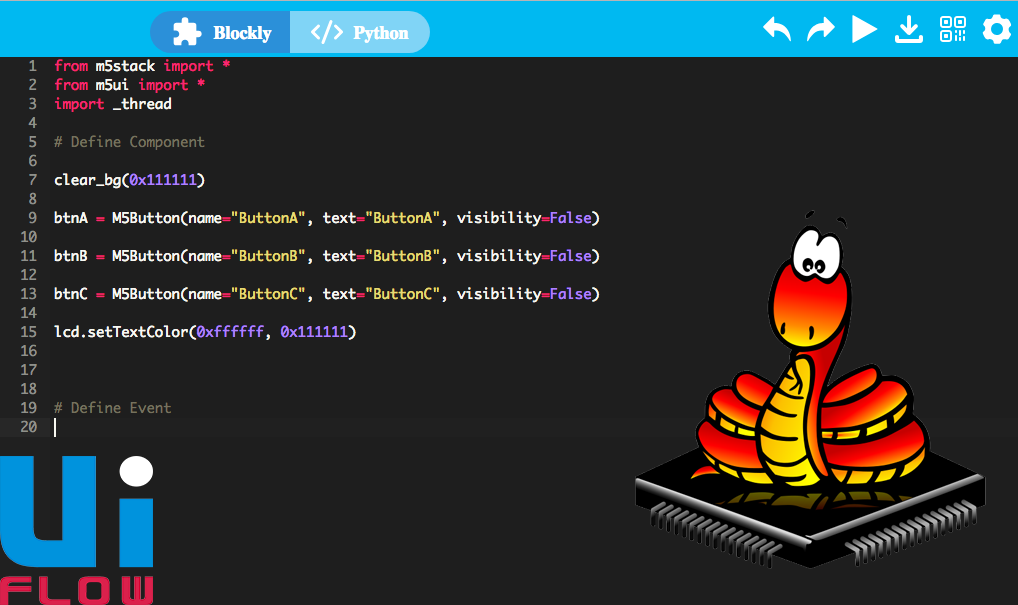 Blockly </> Python
1 from m5stack import *
2 from m5ui import *
3 import _thread
4
5 # Define Component
6
7 clear_bg(0x111111)
8
9 btnA = M5Button(name="ButtonA", text="ButtonA", visibility=False)
10
11 btnB = M5Button(name="ButtonB", text="ButtonB", visibility=False)
12
13 btnC = M5Button(name="ButtonC", text="ButtonC", visibility=False)
14
15 lcd.setTextColor(0xffffff, 0x111111)
16
17
18
19 # Define Event
20
Ui
FLOW